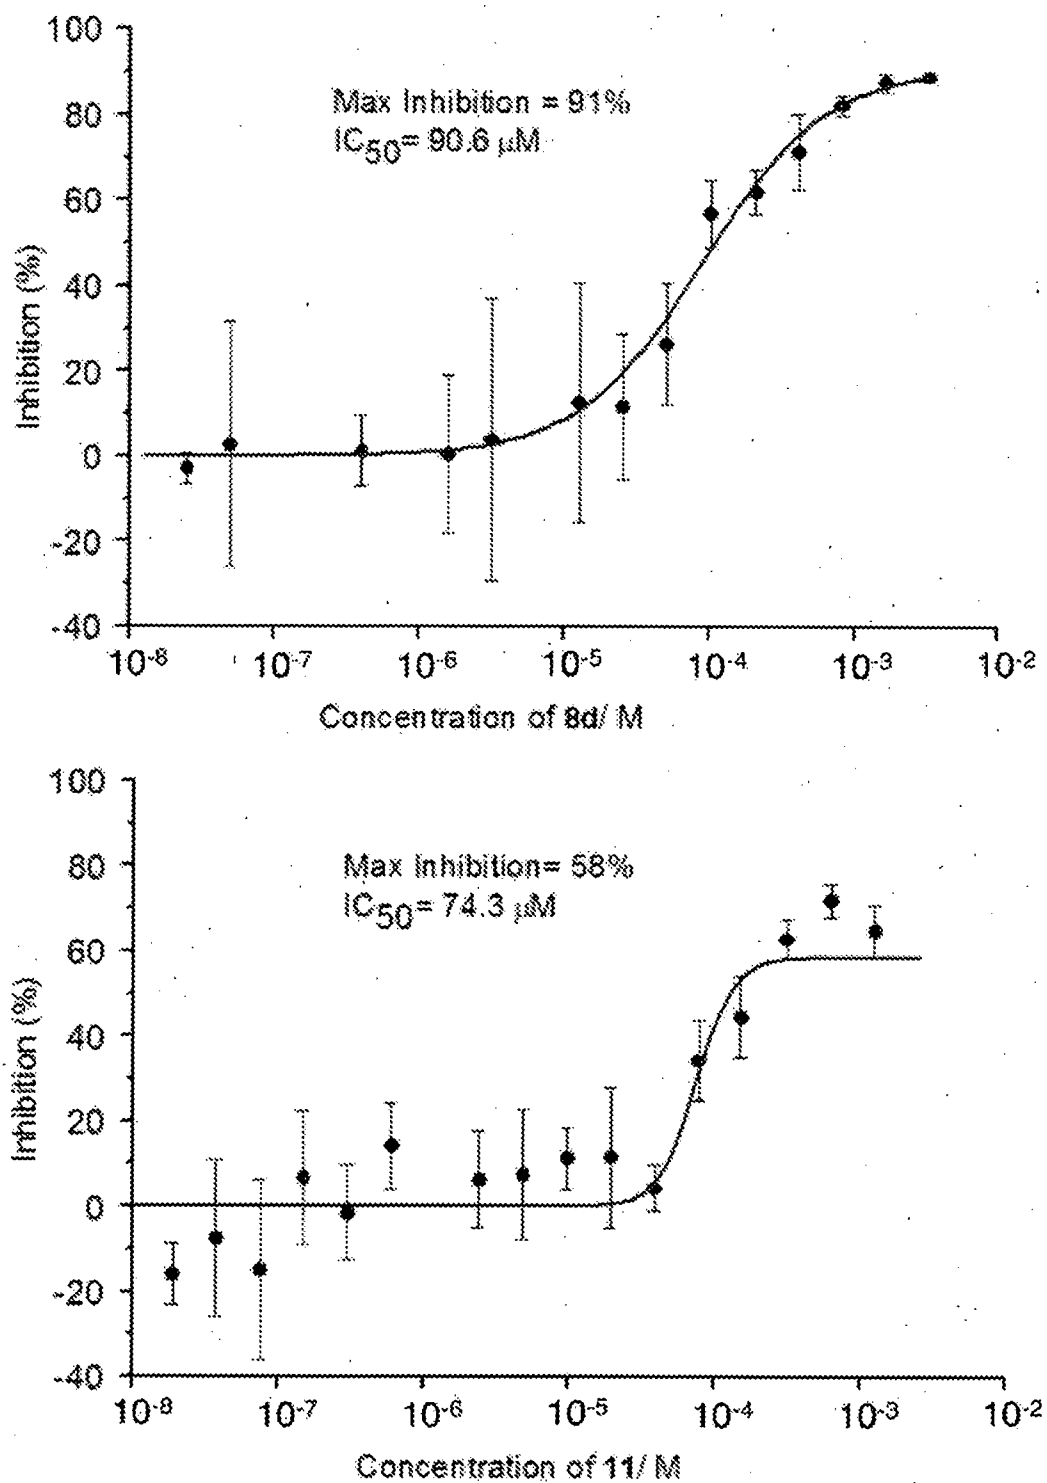 100
Max Inhibition = 91%
80
IC50= 90.6 µM
60
40
20
0
-20
-40
Inhibition (%)
10-8 10-7 10-6 10-5 10-4 10-3 10-2
Concentration of 8d/ M
100
Max Inhibition= 58%
80
IC50= 74.3 µM
60
40
20
0
-20
-40
Inhibition (%)
10-8 10-7 10-6 10-5 10-4 10-3 10-2
Concentration of 11/ M